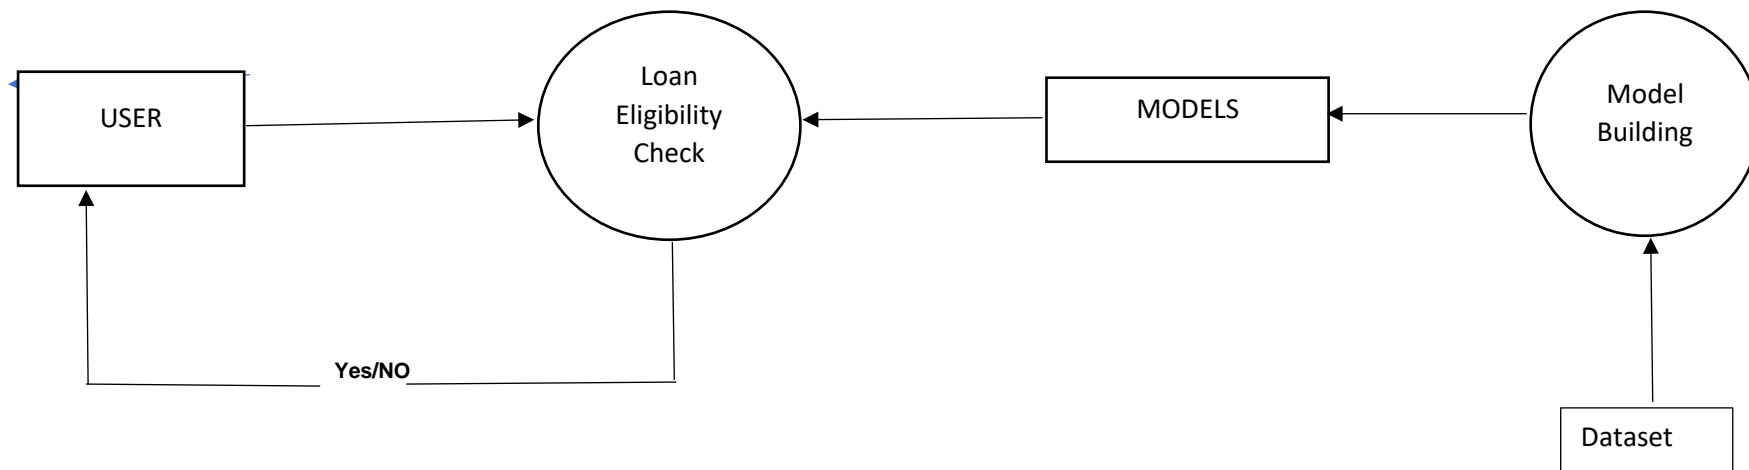 USER
Loan
Eligibility
Check
MODELS
Model
Building
Yes/NO
Dataset